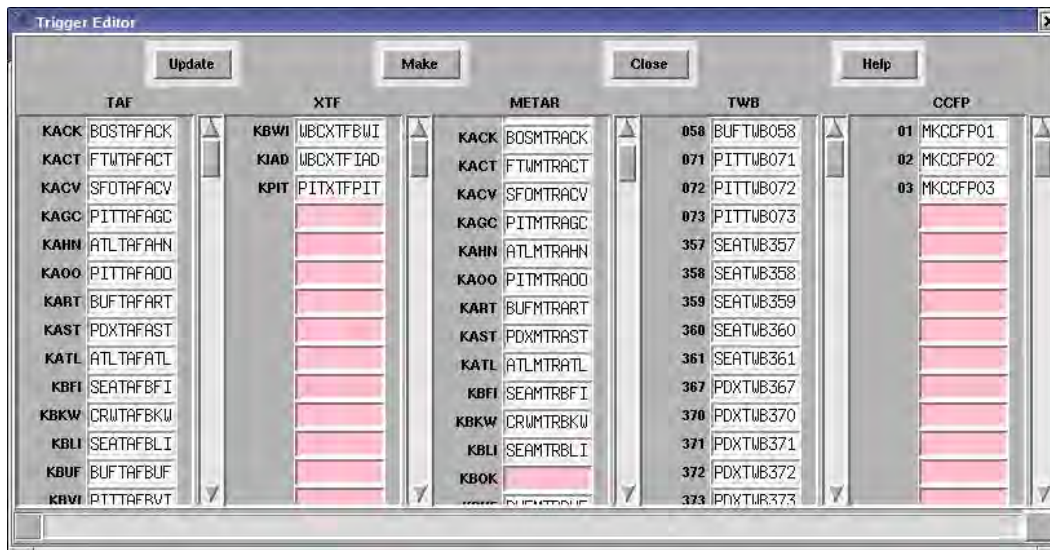 Trigger Editor
Update Make Close Help
TAF XTF METAR TWB CCFP
KACK BOSTAFACK KBWI WBCXTFBWI KACK BOSMTRACK 058 BUFTWB058 01 MKCCFP01
KACT FTWTAFACT KIAD WBCXTFIAD KACT FTWMTRACT 071 PITTWB071 02 MKCCFP02
KACV SFOTAFACV KPIT PITXTFPIT KACV SFOMTRACV 072 PITTWB072 03 MKCCFP03
KAGC PITTAFAGC KAGC PITMTRAGC 073 PITTWB073
KAHN ATLTAFAHN KAHN ATLMTRAHN 357 SEATWB357
KAOO PITTAFAOO KAOO PITMTRAOO 358 SEATWB358
KART BUFTAFART KART BUFMTRART 359 SEATWB359
KAST PDXTAFAST KAST PDXMTRAST 360 SEATWB360
KATL ATLTAFATL KATL ATLMTRATL 361 SEATWB361
KBFI SEATAFBFI KBFI SEAMTRBFI 367 PDXTWB367
KBKW CRWTAFBKW KBKW CRWMTRBKW 370 PDXTWB370
KBLI SEATAFBLI KBLI SEAMTRBLI 371 PDXTWB371
KBUF BUFTAFBUF KBOK 372 PDXTWB372
KBVI PITTAFBVI 373 PDXTWB373